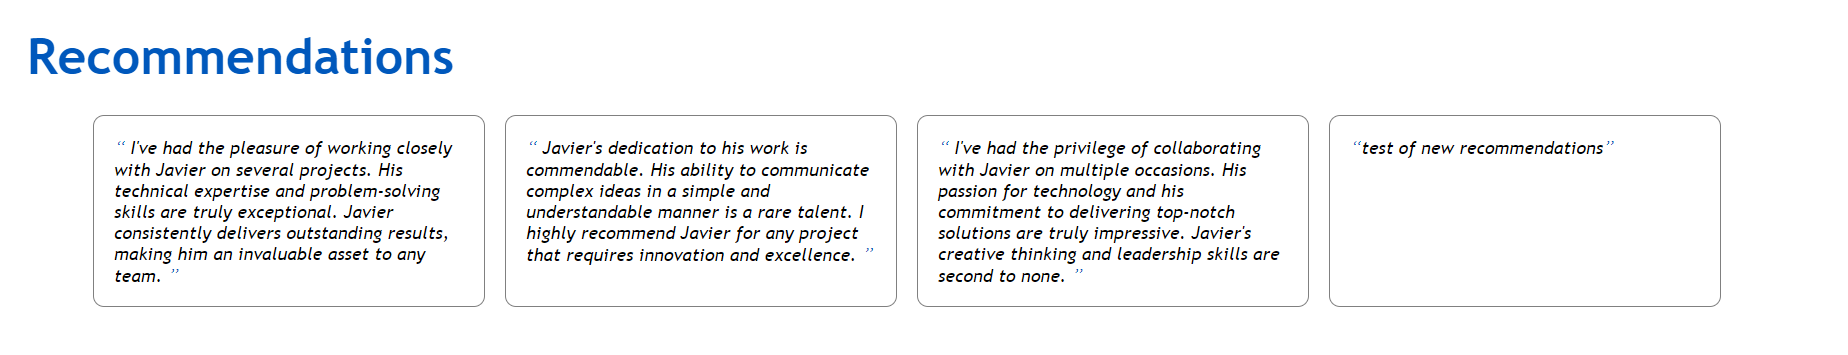 Recommendations
“ I've had the pleasure of working closely
with Javier on several projects. His
technical expertise and problem-solving
skills are truly exceptional. Javier
consistently delivers outstanding results,
making him an invaluable asset to any
team. ”
“ Javier's dedication to his work is
commendable. His ability to communicate
complex ideas in a simple and
understandable manner is a rare talent. I
highly recommend Javier for any project
that requires innovation and excellence. ”
“ I've had the privilege of collaborating
with Javier on multiple occasions. His
passion for technology and his
commitment to delivering top-notch
solutions are truly impressive. Javier's
creative thinking and leadership skills are
second to none. ”
“test of new recommendations”